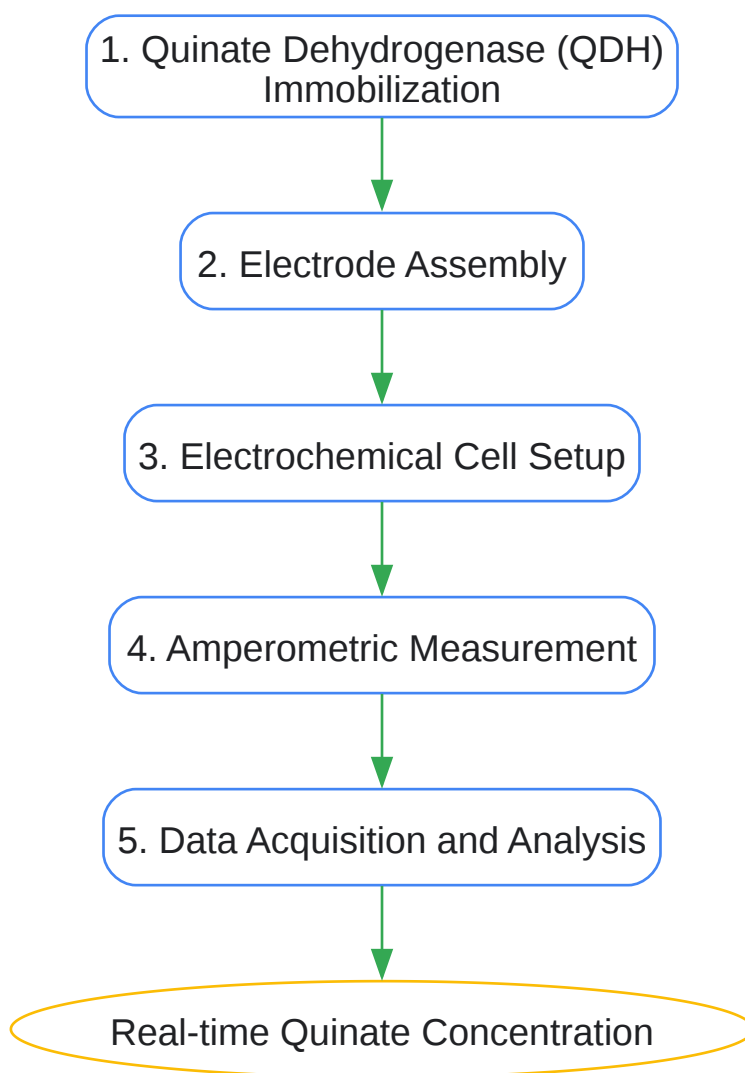 1. Quinate Dehydrogenase (QDH)
Immobilization
2. Electrode Assembly
3. Electrochemical Cell Setup
4. Amperometric Measurement
5. Data Acquisition and Analysis
Real-time Quinate Concentration